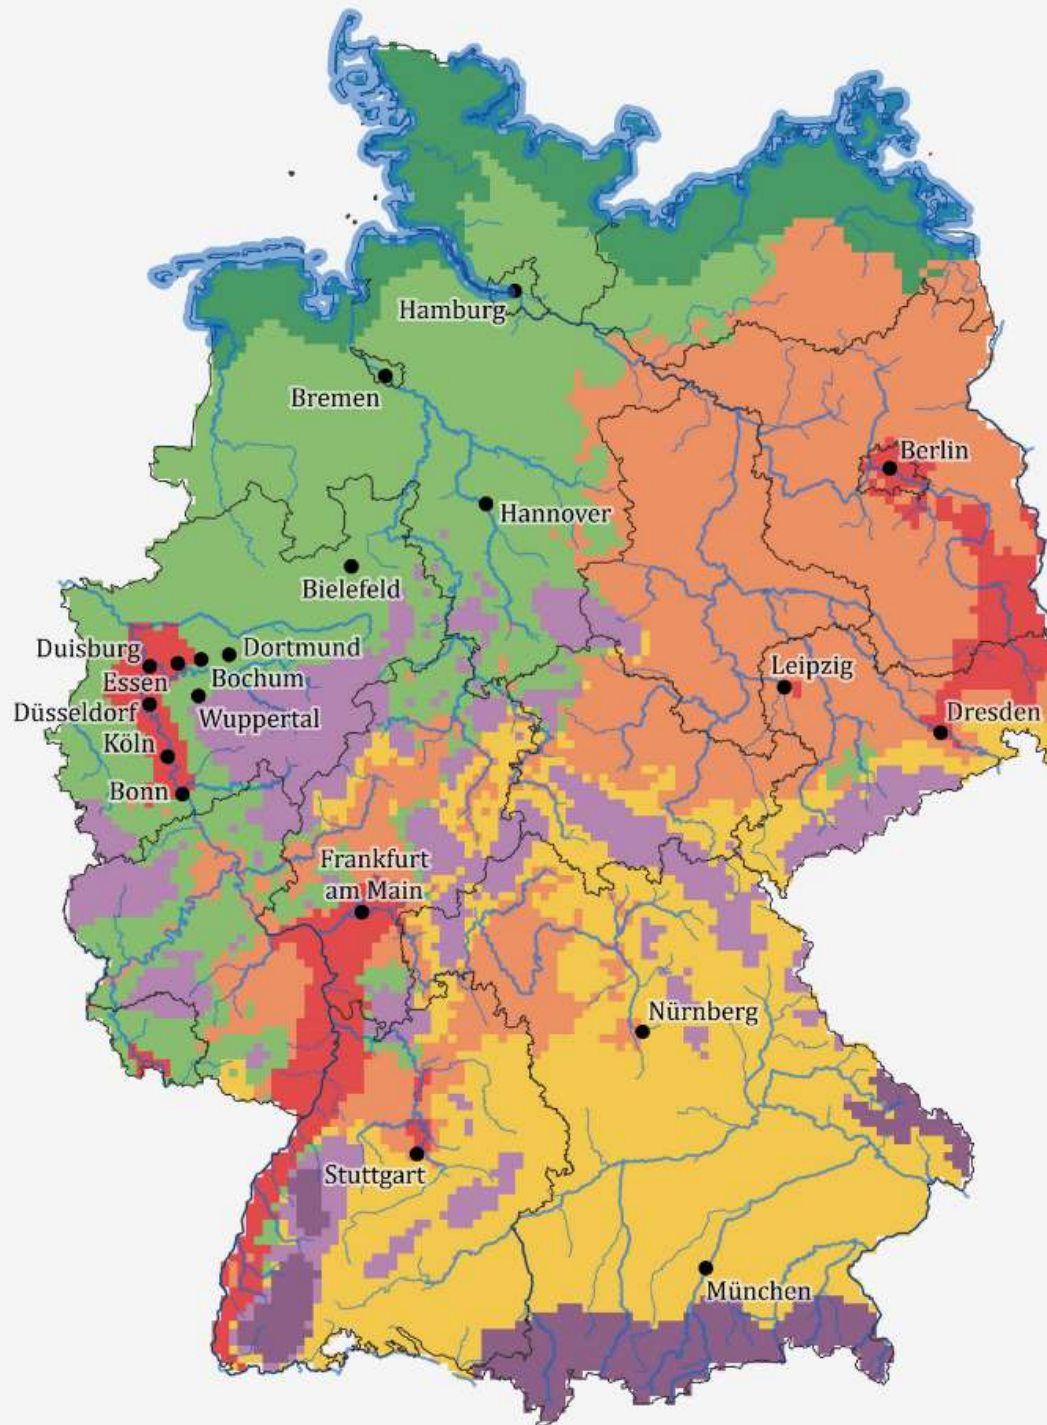 Hamburg
Bremen
Berlin
Hannover
Bielefeld
Duisburg
Dortmund
Essen
Bochum
Leipzig
Düsseldorf
Wuppertal
Dresden
Köln
Bonn
Frankfurt
am Main
Nürnberg
Stuttgart
München